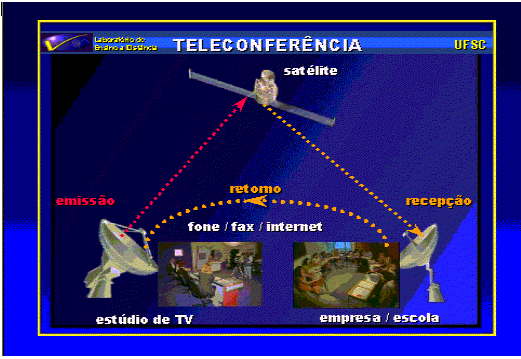 Laboratório de
Ensino a Distância
TELECONFERÊNCIA
UFSC
satélite
emissão
retorno
recepção
fone / fax / internet
estúdio de TV
empresa / escola